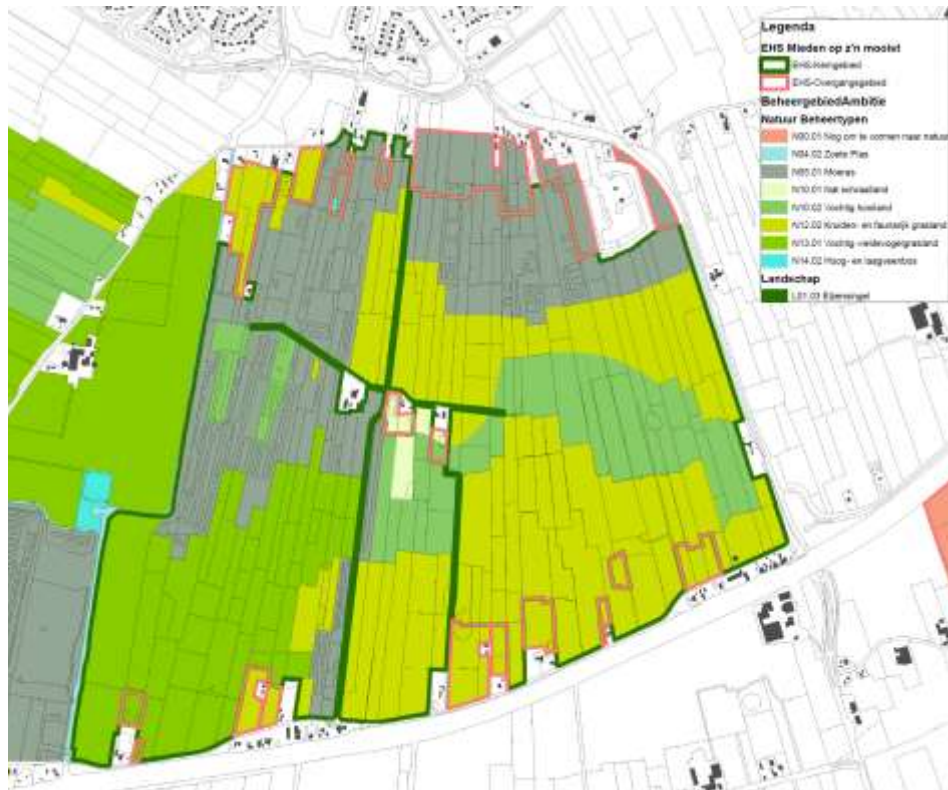 Legenda
EHS Mieden op z'n mooist
EHS-Kerngebied
EHS-Overgangsgebied
BeheergebiedAmbitie
Natuur Beheertypen
N00.01 Nog om te vormen naar natuur
N04.02 Zoete Plas
N05.01 Moeras
N10.01 Nat schraalland
N10.02 Vochtig hooiland
N12.02 Kruiden- en faunarijk grasland
N13.01 Vochtig weidevogelgrasland
N14.02 Hoog- en laagveenbos
Landschap
L01.03 Elzensingel